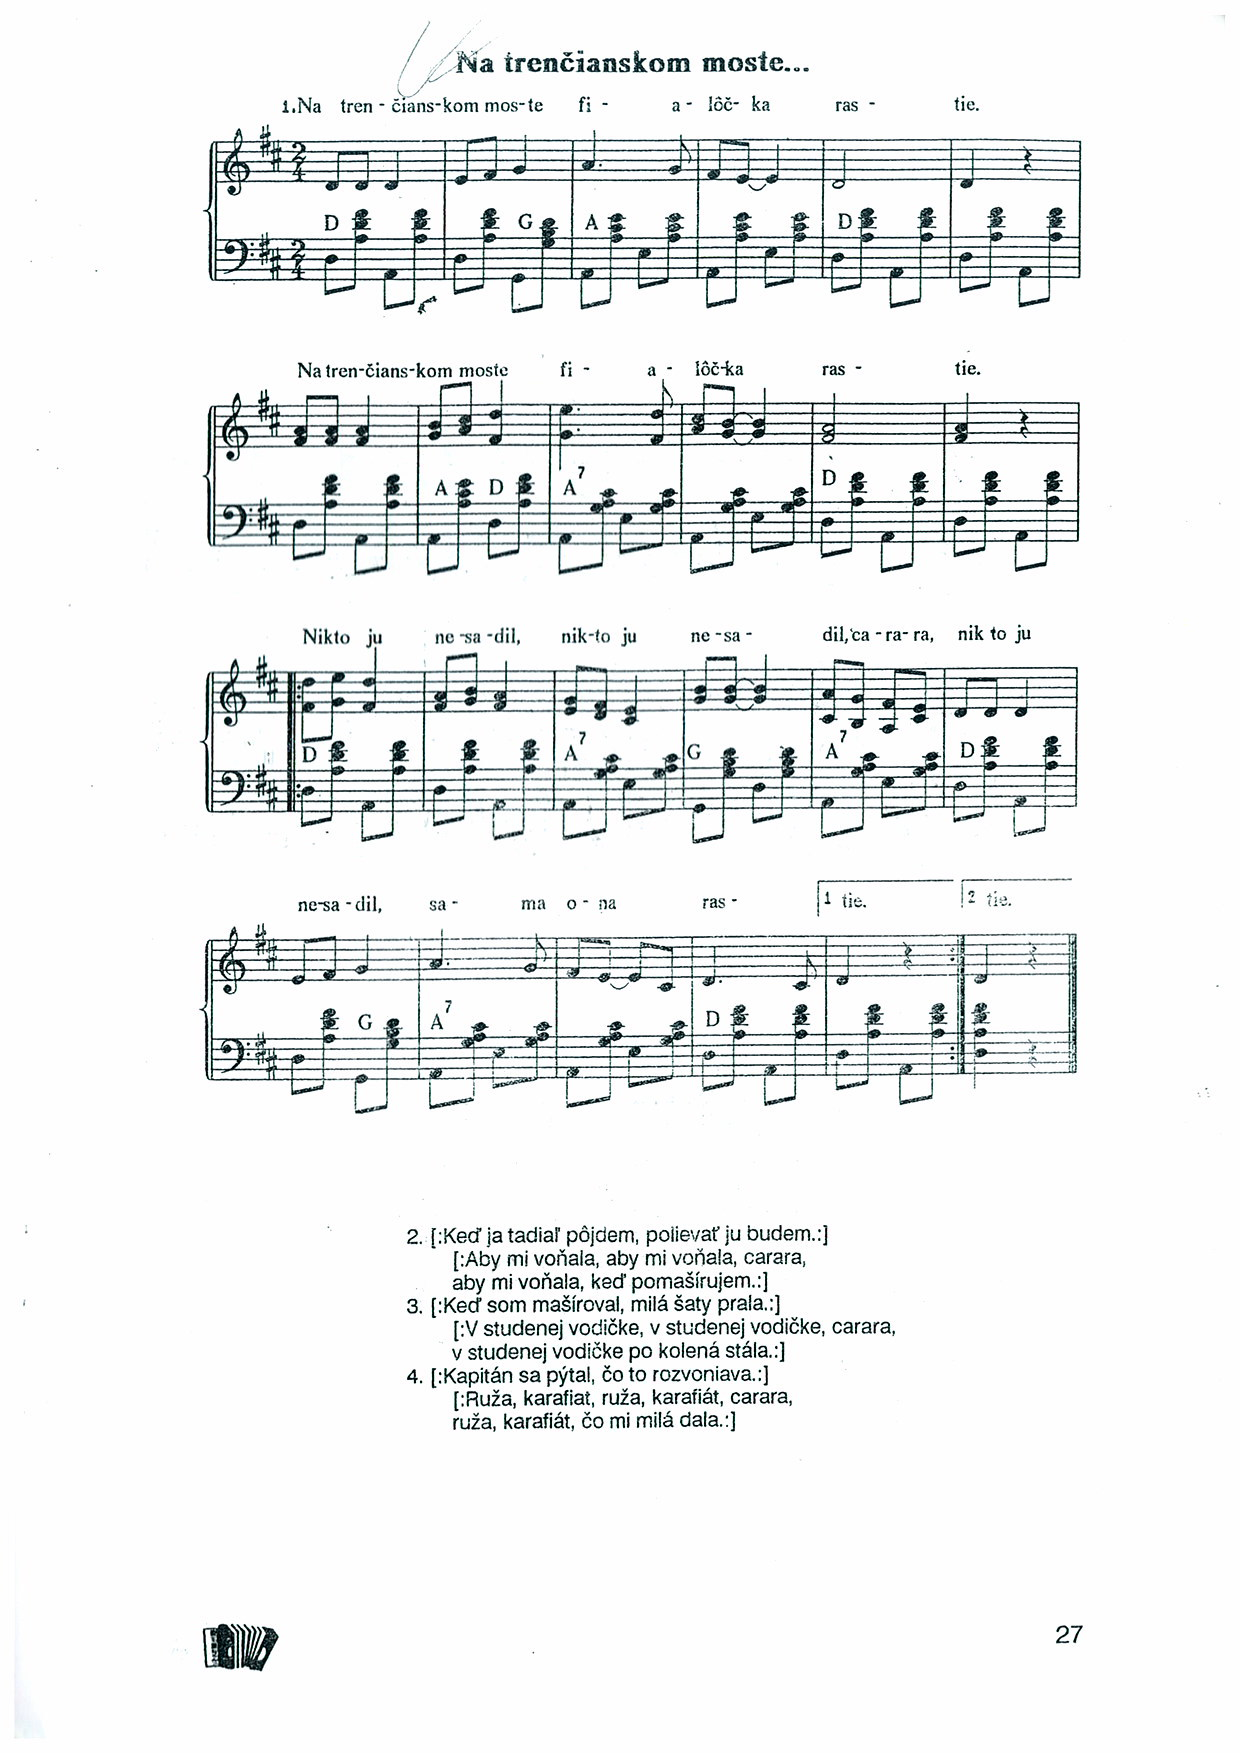 Na trenčianskom moste...
1.Na tren - čians-kom mos-te fi - a - lôč- ka ras - tie.
D G A D
Na tren-čians-kom moste fi - a - lôč-ka ras - tie.
A D A7 D
Nikto ju ne-sa-dil, nik-to ju ne-sa- dil, ca-ra-ra, nik to ju
D A7 G A7 D
ne-sa-dil, sa- ma o - na ras- 1 tie. 2 tie.
G A7 D
2. [:Keď ja tadiaľ pôjdem, polievať ju budem.:]
[:Aby mi voňala, aby mi voňala, carara,
aby mi voňala, keď pomašírujem.:]
3. [:Keď som mašíroval, milá šaty prala.:]
[:V studenej vodičke, v studenej vodičke, carara,
v studenej vodičke po kolená stála.:]
4. [:Kapitán sa pýtal, čo to rozvoniava.:]
[:Ruža, karafiat, ruža, karafiát, carara,
ruža, karafiát, čo mi milá dala.:]
27